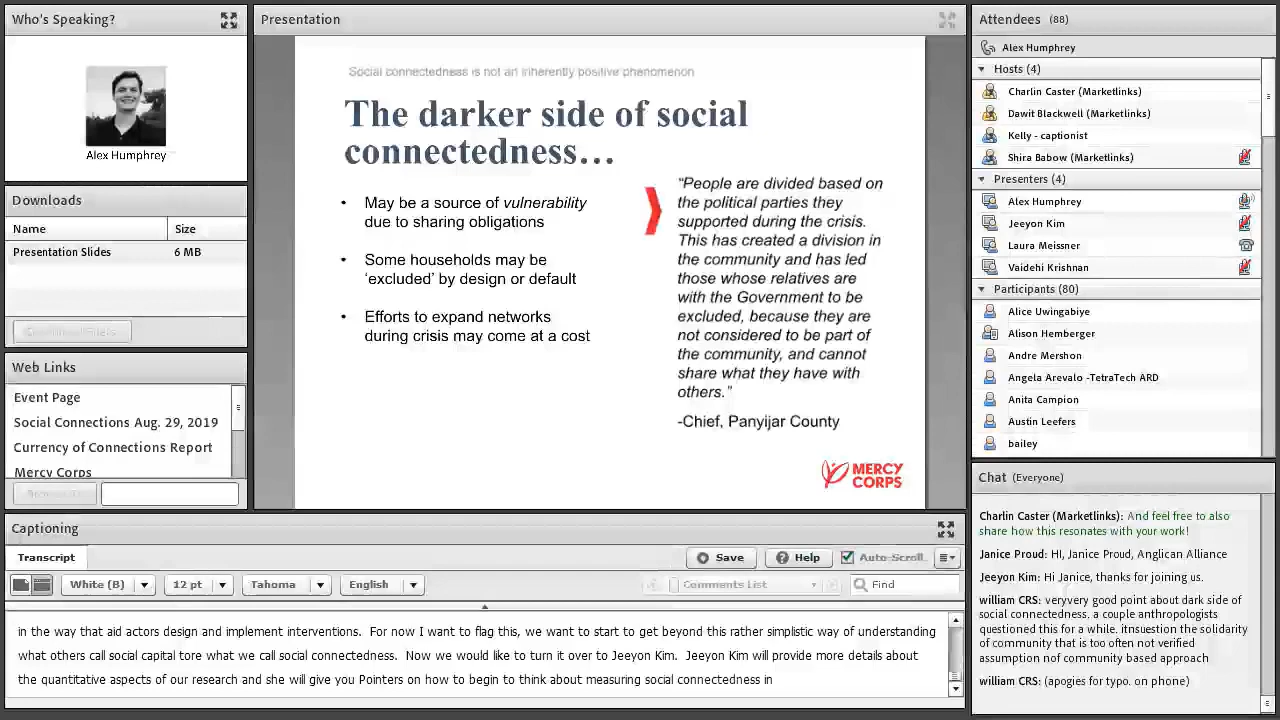 Who's Speaking?
Alex Humphrey
Downloads
Name Size
Presentation Slides 6 MB
Download File(s)
Web Links
Event Page
Social Connections Aug. 29, 2019
Currency of Connections Report
Mercy Corps
Browse To
Presentation
Social connectedness is not an inherently positive phenomenon
The darker side of social
connectedness…
• May be a source of vulnerability
due to sharing obligations
• Some households may be
‘excluded’ by design or default
• Efforts to expand networks
during crisis may come at a cost
“People are divided based on
the political parties they
supported during the crisis.
This has created a division in
the community and has led
those whose relatives are
with the Government to be
excluded, because they are
not considered to be part of
the community, and cannot
share what they have with
others.”
-Chief, Panyijar County
MERCY
CORPS
Captioning
Transcript
Save
Help
Auto-Scroll
White (B)
12 pt
Tahoma
English
Comments List
Find
in the way that aid actors design and implement interventions. For now I want to flag this, we want to start to get beyond this rather simplistic way of understanding
what others call social capital tore what we call social connectedness. Now we would like to turn it over to Jeeyon Kim. Jeeyon Kim will provide more details about
the quantitative aspects of our research and she will give you Pointers on how to begin to think about measuring social connectedness in
Attendees (88)
Alex Humphrey
Hosts (4)
Charlin Caster (Marketlinks)
Dawit Blackwell (Marketlinks)
Kelly - captionist
Shira Babow (Marketlinks)
Presenters (4)
Alex Humphrey
Jeeyon Kim
Laura Meissner
Vaidehi Krishnan
Participants (80)
Alice Uwingabiye
Alison Hemberger
Andre Mershon
Angela Arevalo -TetraTech ARD
Anita Campion
Austin Leefers
bailey
Chat (Everyone)
Charlin Caster (Marketlinks): And feel free to also
share how this resonates with your work!
Janice Proud: HI, Janice Proud, Anglican Alliance
Jeeyon Kim: Hi Janice, thanks for joining us.
william CRS: veryvery good point about dark side of
social connectedness. a couple anthropologists
questioned this for a while. itnsuestion the solidarity
of community that is too often not verified
assumption nof community based approach
william CRS: (apogies for typo. on phone)